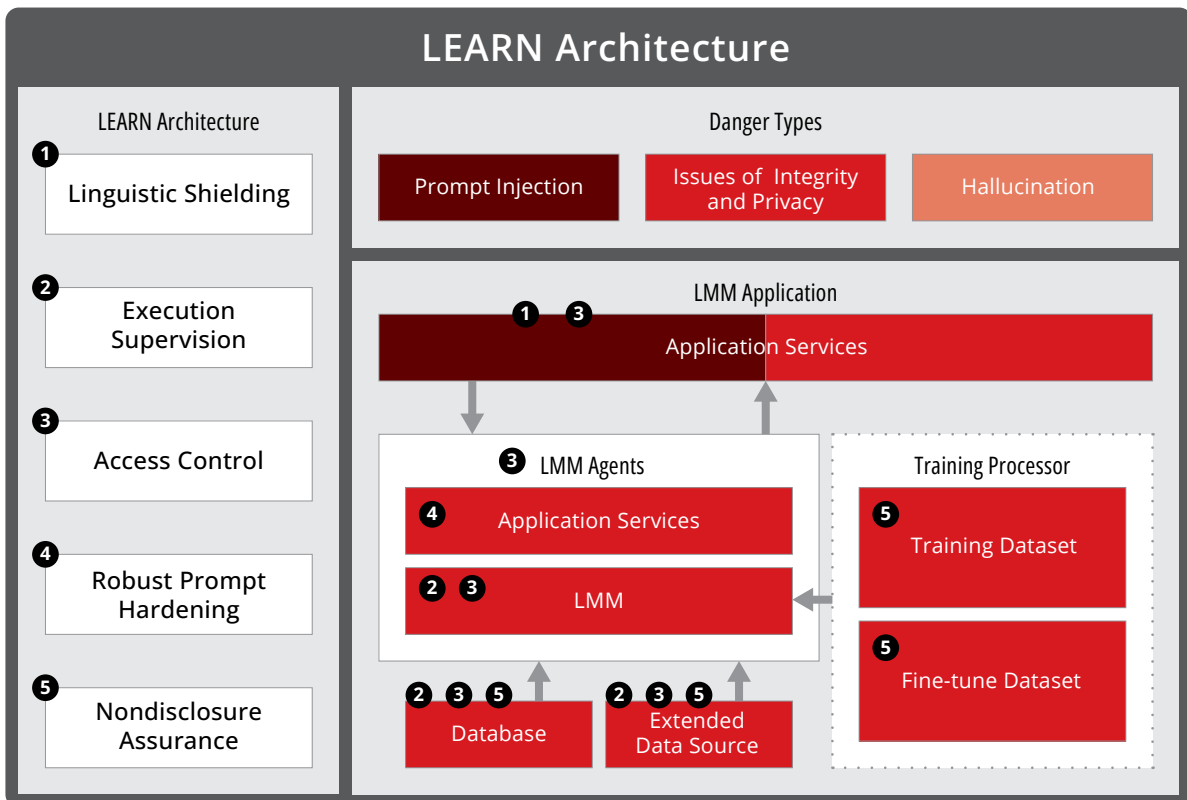 LEARN Architecture
LEARN Architecture
1
Linguistic Shielding
2
Execution
Supervision
3
Access Control
4
Robust Prompt
Hardening
5
Nondisclosure
Assurance
Danger Types
Prompt Injection
Issues of Integrity
and Privacy
Hallucination
LMM Application
1 3
Application Services
3 LMM Agents
4 Application Services
2 3 LMM
Training Processor
5
Training Dataset
5
Fine-tune Dataset
2 3 5
Database
2 3 5
Extended
Data Source